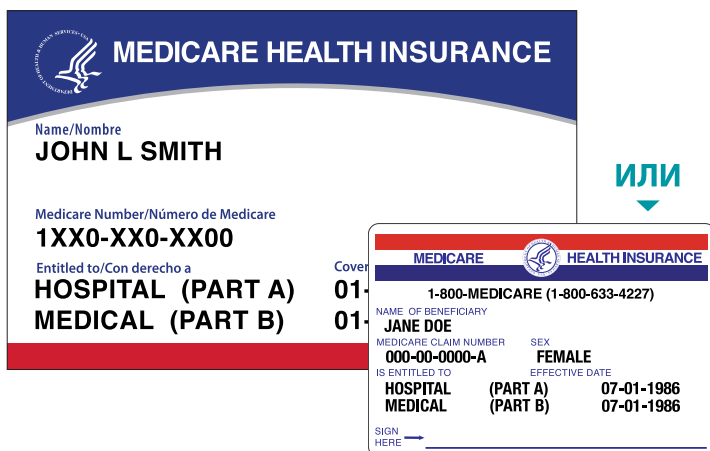 MEDICARE HEALTH INSURANCE
Name/Nombre
JOHN L SMITH
Medicare Number/Número de Medicare
1XX0-XX0-XX00
Entitled to/Con derecho a
HOSPITAL (PART A) 01-
MEDICAL (PART B) 01-
ИЛИ
MEDICARE HEALTH INSURANCE
1-800-MEDICARE (1-800-633-4227)
NAME OF BENEFICIARY
JANE DOE
MEDICARE CLAIM NUMBER SEX
000-00-0000-A FEMALE
IS ENTITLED TO EFFECTIVE DATE
HOSPITAL (PART A) 07-01-1986
MEDICAL (PART B) 07-01-1986
SIGN
HERE